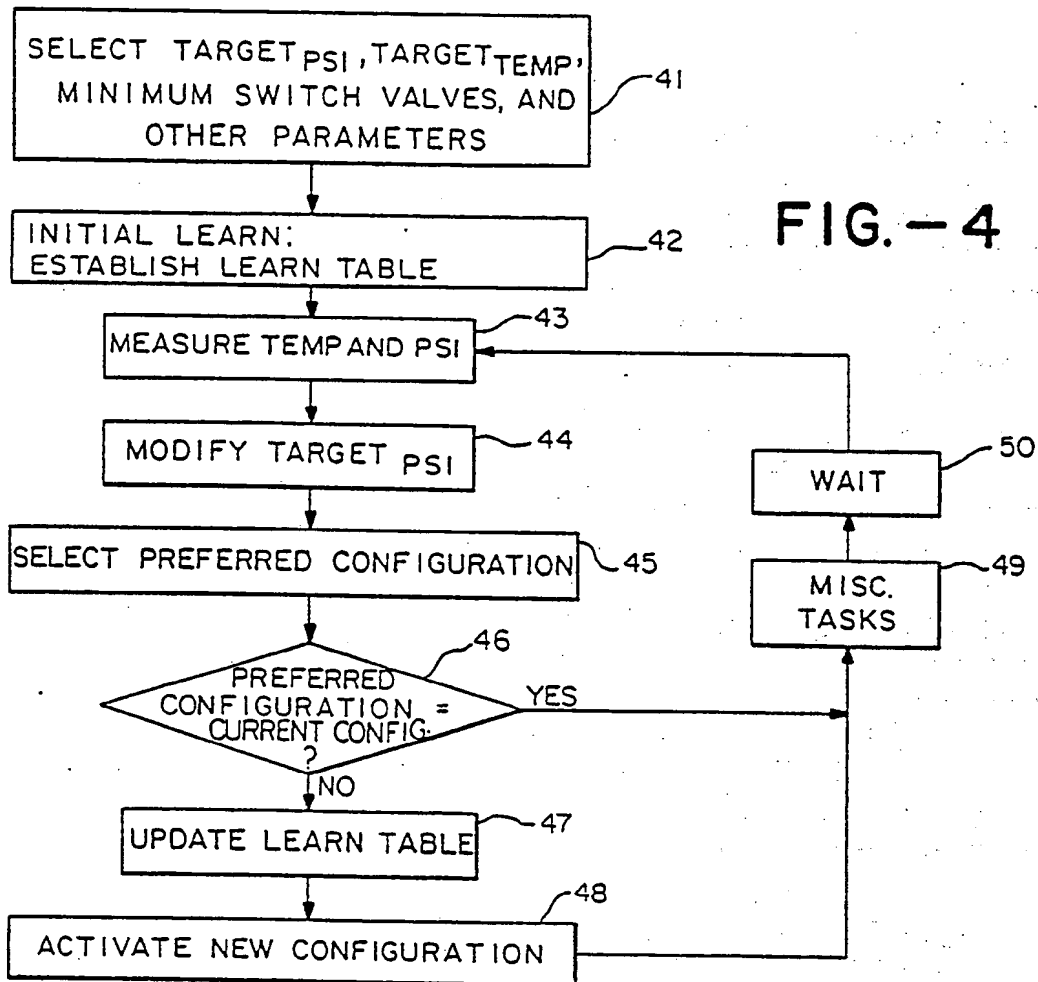 SELECT TARGET PSI, TARGET TEMP,
MINIMUM SWITCH VALVES, AND
OTHER PARAMETERS
41
INITIAL LEARN:
ESTABLISH LEARN TABLE
42
FIG.-4
MEASURE TEMP AND PSI
43
MODIFY TARGET PSI
44
SELECT PREFERRED CONFIGURATION
45
PREFERRED
CONFIGURATION =
CURRENT CONFIG.
?
46
YES
NO
UPDATE LEARN TABLE
47
ACTIVATE NEW CONFIGURATION
48
MISC.
TASKS
49
WAIT
50